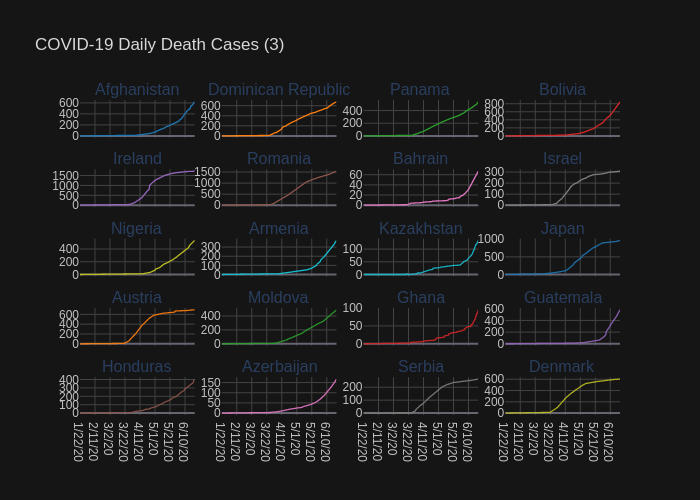 COVID-19 Daily Death Cases (3)
Afghanistan Dominican Republic Panama Bolivia
600 400 200 0 600 400 200 0 400 200 0 800 600 400 200 0
Ireland Romania Bahrain Israel
1500 1000 500 0 1500 1000 500 0 60 40 20 0 300 200 100 0
Nigeria Armenia Kazakhstan Japan
400 200 0 300 200 100 0 100 50 0 1000 500 0
Austria Moldova Ghana Guatemala
600 400 200 0 400 200 0 100 50 0 600 400 200 0
Honduras Azerbaijan Serbia Denmark
400 300 200 100 0 150 100 50 0 200 100 0 600 400 200 0
1/22/20 2/11/20 3/2/20 3/22/20 4/11/20 5/1/20 5/21/20 6/10/20 1/22/20 2/11/20 3/2/20 3/22/20 4/11/20 5/1/20 5/21/20 6/10/20 1/22/20 2/11/20 3/2/20 3/22/20 4/11/20 5/1/20 5/21/20 6/10/20 1/22/20 2/11/20 3/2/20 3/22/20 4/11/20 5/1/20 5/21/20 6/10/20